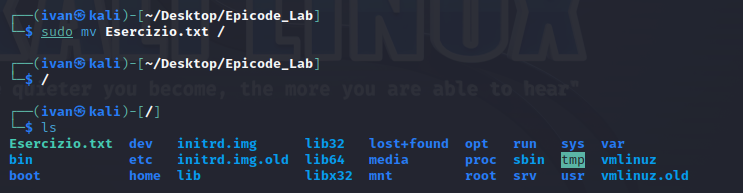 KALI LINUX
┌──(ivan㉿kali)-[~/Desktop/Epicode_Lab]
└─$ sudo mv Esercizio.txt /
┌──(ivan㉿kali)-[~/Desktop/Epicode_Lab]
└─$ /
quieter you become, the more you are able to hear"
┌──(ivan㉿kali)-[/]
└─$ ls
Esercizio.txt dev initrd.img lib32 lost+found opt run sys var
bin etc initrd.img.old lib64 media proc sbin tmp vmlinuz
boot home lib libx32 mnt root srv usr vmlinuz.old